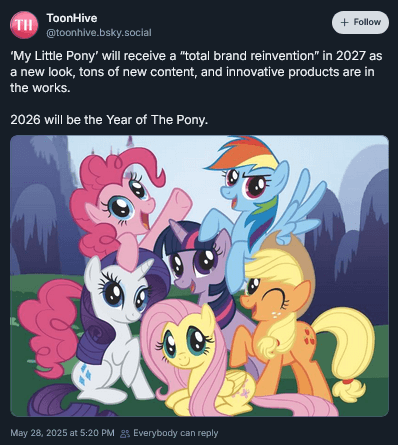 TH
ToonHive
@toonhive.bsky.social
+ Follow
‘My Little Pony’ will receive a “total brand reinvention” in 2027 as
a new look, tons of new content, and innovative products are in
the works.
2026 will be the Year of The Pony.
May 28, 2025 at 5:20 PM Everybody can reply